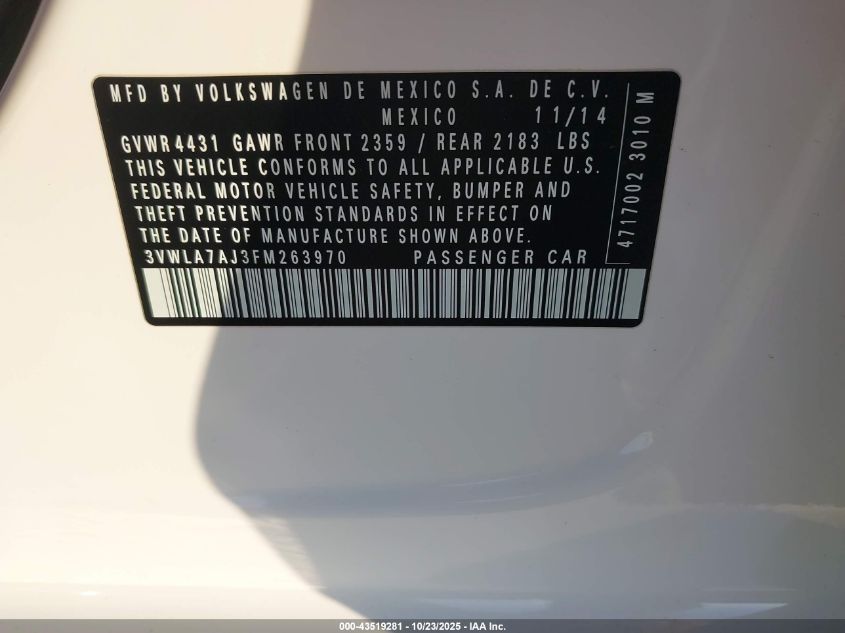 MFD BY VOLKSWAGEN DE MEXICO S.A. DE C.V.
MEXICO 11/14
GVWR 4431 GAWR FRONT 2359 / REAR 2183 LBS
THIS VEHICLE CONFORMS TO ALL APPLICABLE U.S.
FEDERAL MOTOR VEHICLE SAFETY, BUMPER AND
THEFT PREVENTION STANDARDS IN EFFECT ON
THE DATE OF MANUFACTURE SHOWN ABOVE.
3VWLA7AJ3FM263970 PASSENGER CAR
4717002 3010 M
000-43519281 - 10/23/2025 - IAA Inc.